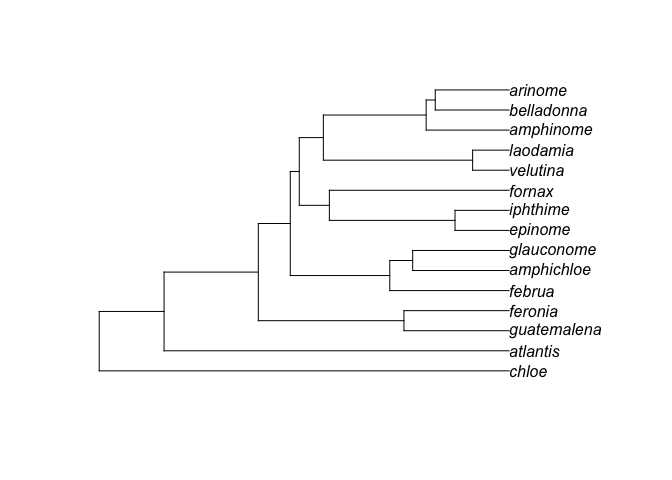 arinome
belladonna
amphinome
laodamia
velutina
fornax
iphthime
epinome
glauconome
amphichloe
februa
feronia
guatemalena
atlantis
chloe